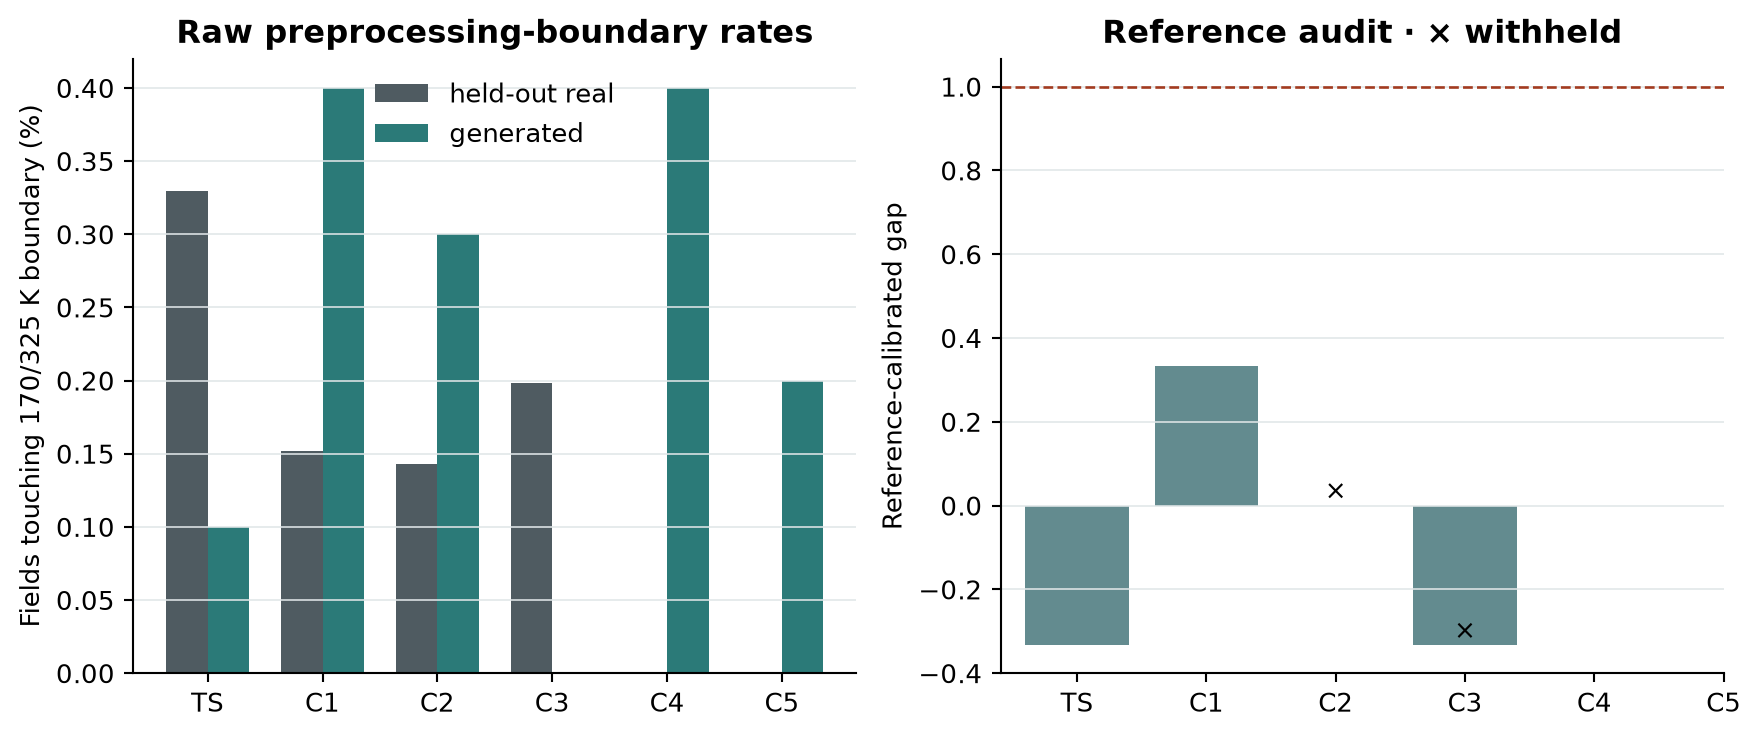 Raw preprocessing-boundary rates
Fields touching 170/325 K boundary (%)
0.40
0.35
0.30
0.25
0.20
0.15
0.10
0.05
0.00
held-out real
generated
TS C1 C2 C3 C4 C5
Reference audit · × withheld
Reference-calibrated gap
1.0
0.8
0.6
0.4
0.2
0.0
−0.2
−0.4
×
×
TS C1 C2 C3 C4 C5